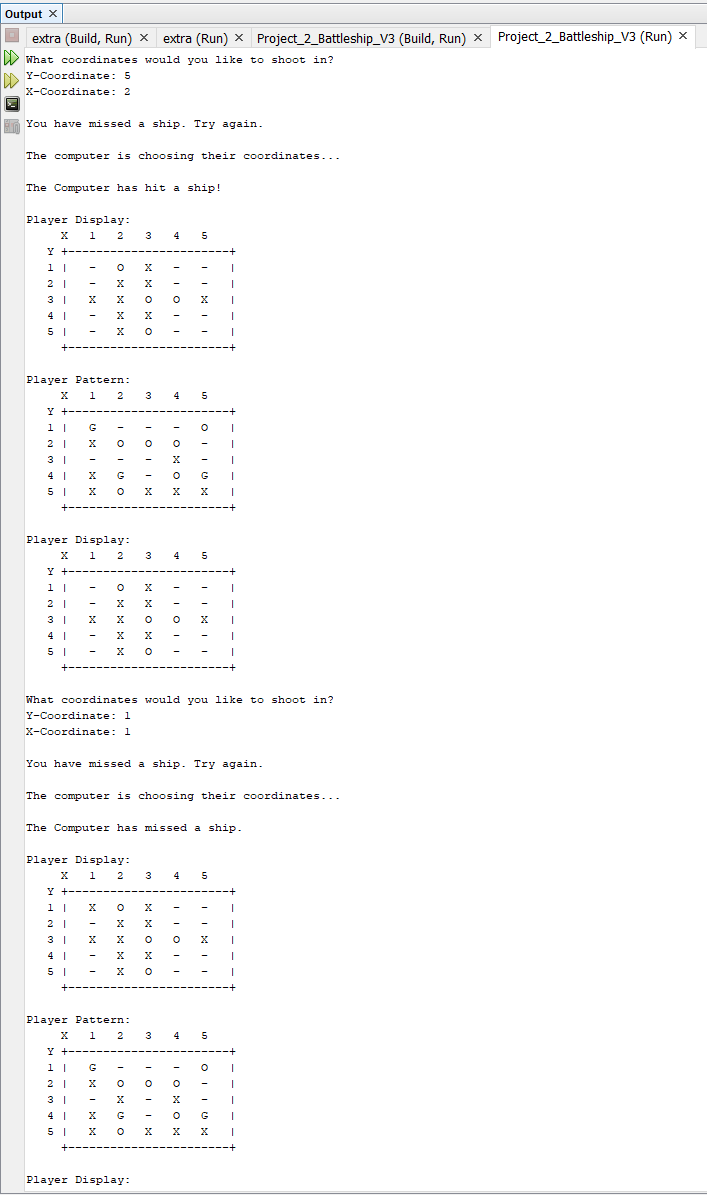 Output ×
extra (Build, Run) × extra (Run) × Project_2_Battleship_V3 (Build, Run) × Project_2_Battleship_V3 (Run) ×
What coordinates would you like to shoot in?
Y-Coordinate: 5
X-Coordinate: 2
You have missed a ship. Try again.
The computer is choosing their coordinates...
The Computer has hit a ship!
Player Display:
     X   1   2   3   4   5
   Y +-----------------------+
   1 |   -   O   X   -   -   |
   2 |   -   X   X   -   -   |
   3 |   X   X   O   O   X   |
   4 |   -   X   X   -   -   |
   5 |   -   X   O   -   -   |
     +-----------------------+
Player Pattern:
     X   1   2   3   4   5
   Y +-----------------------+
   1 |   G   -   -   -   O   |
   2 |   X   O   O   O   -   |
   3 |   -   -   -   X   -   |
   4 |   X   G   -   O   G   |
   5 |   X   O   X   X   X   |
     +-----------------------+
Player Display:
     X   1   2   3   4   5
   Y +-----------------------+
   1 |   -   O   X   -   -   |
   2 |   -   X   X   -   -   |
   3 |   X   X   O   O   X   |
   4 |   -   X   X   -   -   |
   5 |   -   X   O   -   -   |
     +-----------------------+
What coordinates would you like to shoot in?
Y-Coordinate: 1
X-Coordinate: 1
You have missed a ship. Try again.
The computer is choosing their coordinates...
The Computer has missed a ship.
Player Display:
     X   1   2   3   4   5
   Y +-----------------------+
   1 |   X   O   X   -   -   |
   2 |   -   X   X   -   -   |
   3 |   X   X   O   O   X   |
   4 |   -   X   X   -   -   |
   5 |   -   X   O   -   -   |
     +-----------------------+
Player Pattern:
     X   1   2   3   4   5
   Y +-----------------------+
   1 |   G   -   -   -   O   |
   2 |   X   O   O   O   -   |
   3 |   -   X   -   X   -   |
   4 |   X   G   -   O   G   |
   5 |   X   O   X   X   X   |
     +-----------------------+
Player Display: